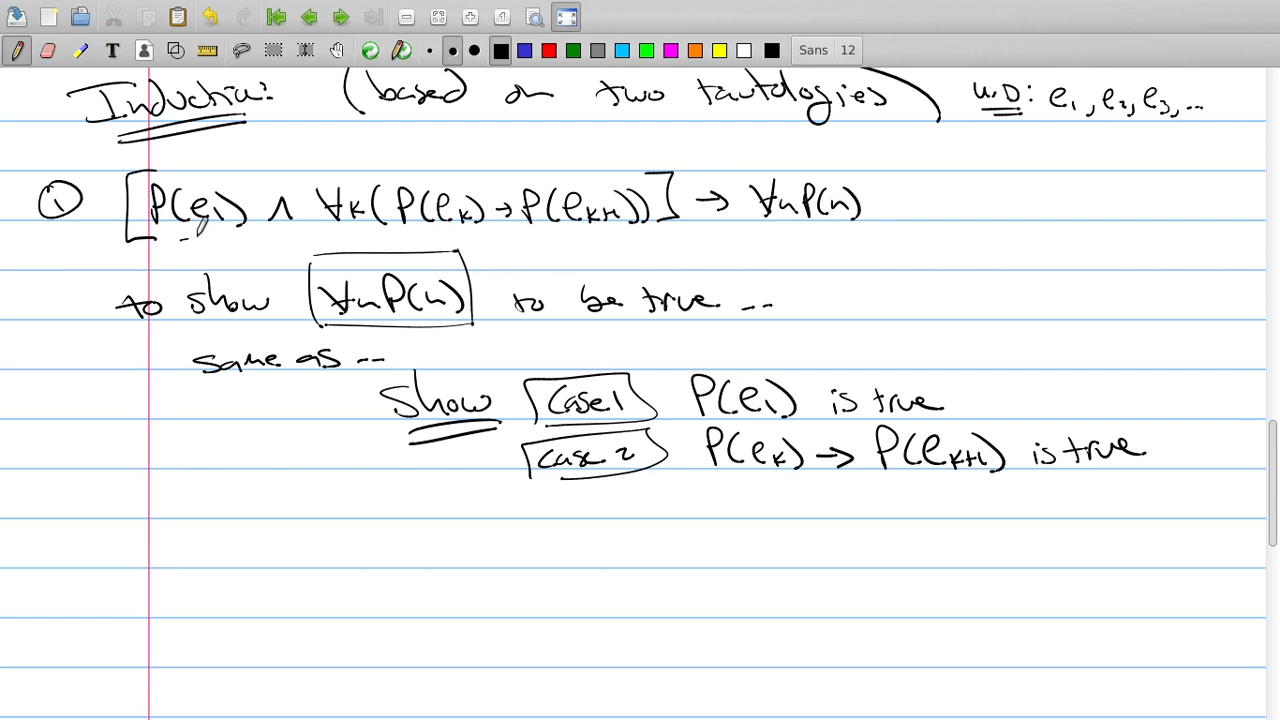 Sans 12
Induction: (based on two tautologies) U.D: e₁, e₂, e₃, ...
① [P(e₁) ∧ ∀k(P(eₖ) → P(eₖ₊₁))] → ∀nP(n)
to show ∀nP(n) to be true --
same as --
show case 1 P(e₁) is true
case 2 P(eₖ) → P(eₖ₊₁) is true